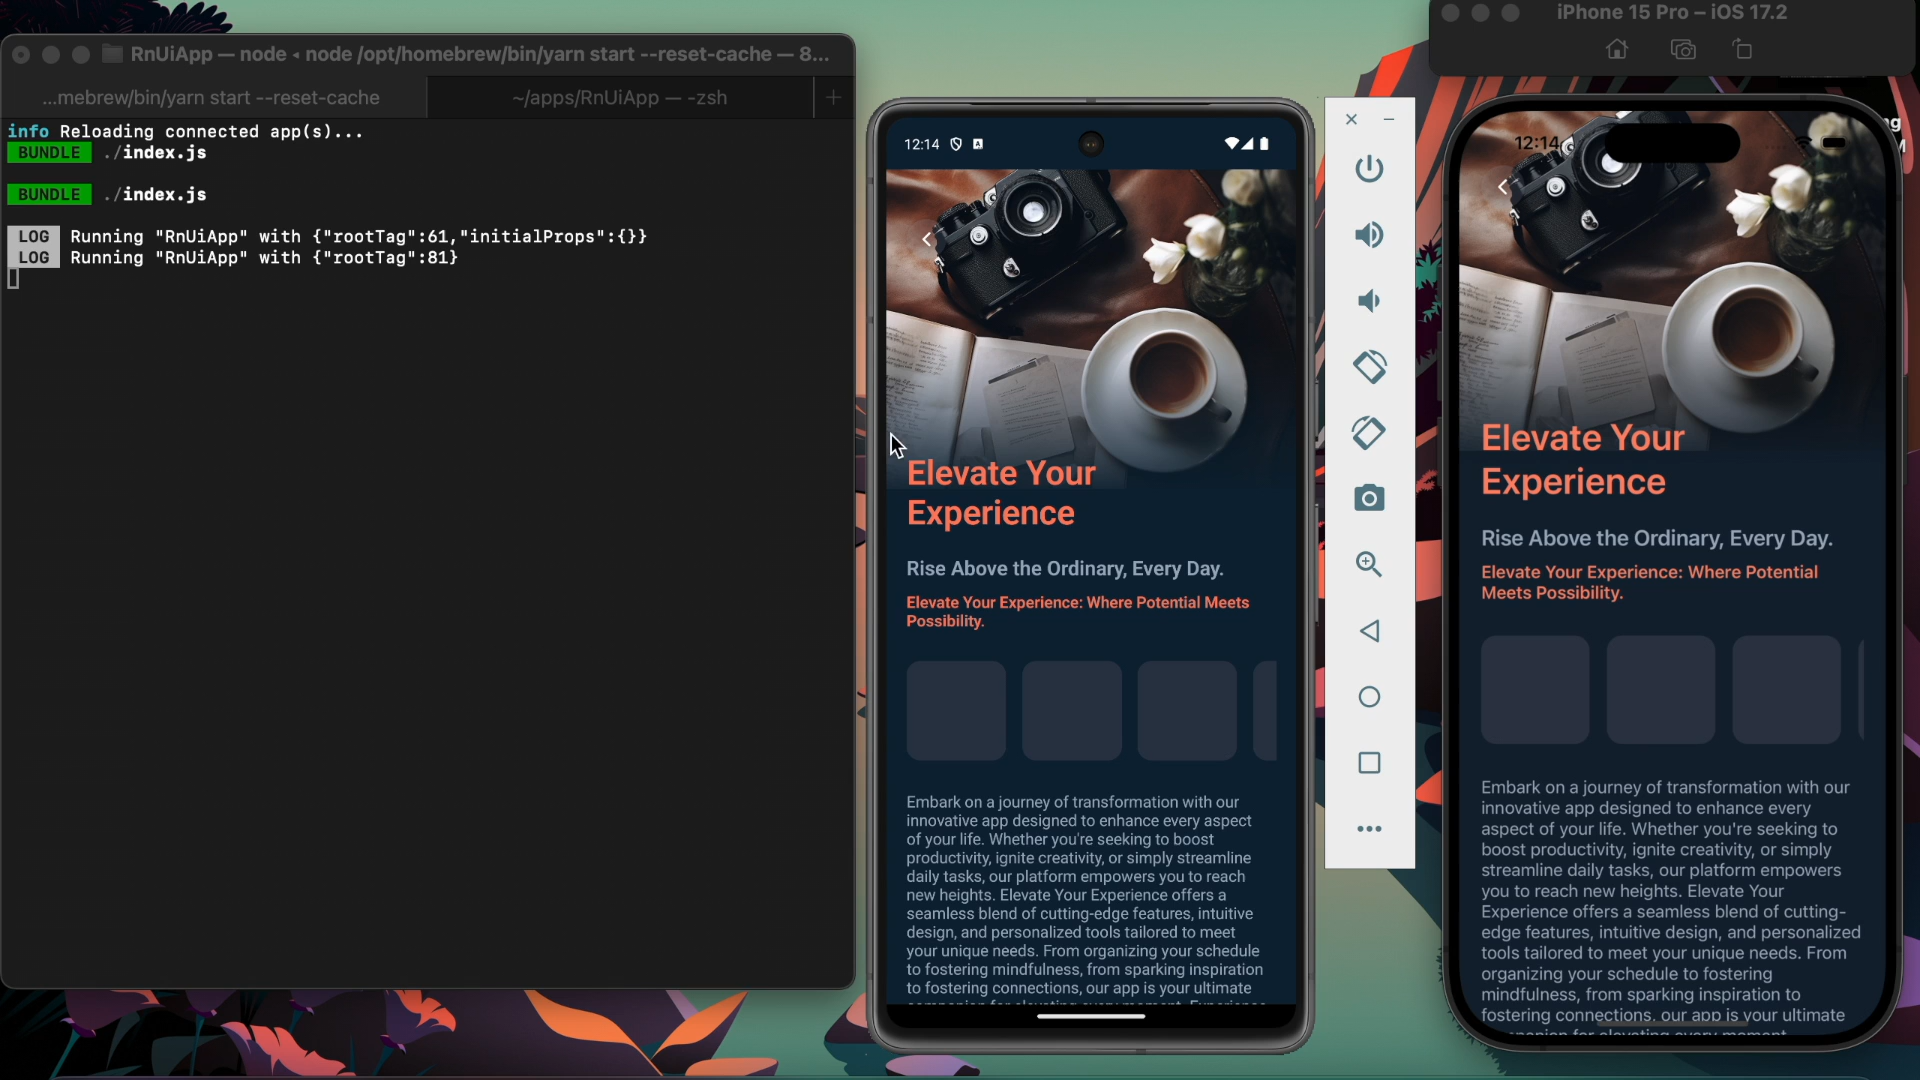 RnUiApp — node ◂ node /opt/homebrew/bin/yarn start --reset-cache — 8...
...mebrew/bin/yarn start --reset-cache
~/apps/RnUiApp — -zsh
+
info Reloading connected app(s)...
BUNDLE ./index.js
BUNDLE ./index.js
LOG Running "RnUiApp" with {"rootTag":61,"initialProps":{}}
LOG Running "RnUiApp" with {"rootTag":81}
12:14
Elevate Your
Experience
Rise Above the Ordinary, Every Day.
Elevate Your Experience: Where Potential Meets
Possibility.
Embark on a journey of transformation with our
innovative app designed to enhance every aspect
of your life. Whether you're seeking to boost
productivity, ignite creativity, or simply streamline
daily tasks, our platform empowers you to reach
new heights. Elevate Your Experience offers a
seamless blend of cutting-edge features, intuitive
design, and personalized tools tailored to meet
your unique needs. From organizing your schedule
to fostering mindfulness, from sparking inspiration
to fostering connections, our app is your ultimate
companion for elevating every moment. Experience
iPhone 15 Pro – iOS 17.2
12:14
Elevate Your
Experience
Rise Above the Ordinary, Every Day.
Elevate Your Experience: Where Potential
Meets Possibility.
Embark on a journey of transformation with our
innovative app designed to enhance every
aspect of your life. Whether you're seeking to
boost productivity, ignite creativity, or simply
streamline daily tasks, our platform empowers
you to reach new heights. Elevate Your
Experience offers a seamless blend of cutting-
edge features, intuitive design, and personalized
tools tailored to meet your unique needs. From
organizing your schedule to fostering
mindfulness, from sparking inspiration to
fostering connections, our app is your ultimate
companion for elevating every moment.